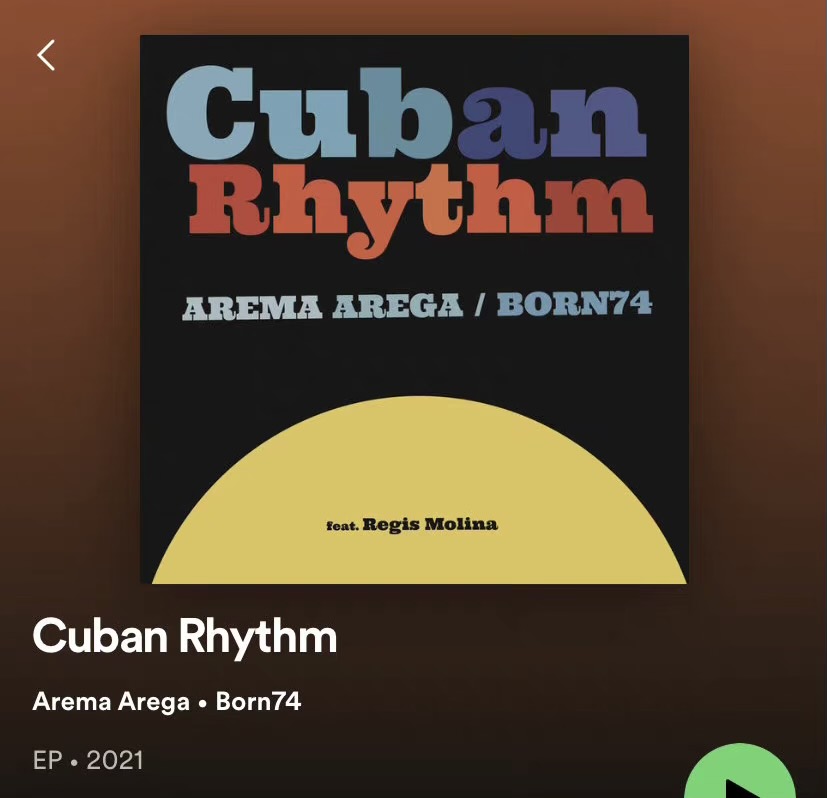 Cuban
Rhythm
AREMA AREGA / BORN74
feat. Regis Molina
Cuban Rhythm
Arema Arega • Born74
EP • 2021